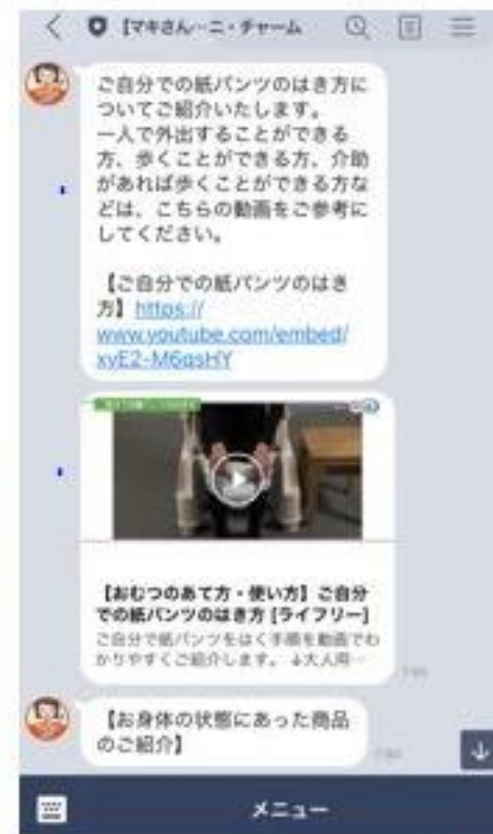 【マキさん…ニ・チャーム
ご自分での紙パンツのはき方に
ついてご紹介いたします。
一人で外出することができる
方、歩くことができる方、介助
があれば歩くことができる方な
どは、こちらの動画をご参考に
してください。
【ご自分での紙パンツのはき
方】https://
www.youtube.com/embed/
xyE2-M6qsHY
【おむつのあて方・使い方】ご自分
での紙パンツのはき方 [ライフリー]
ご自分で紙パンツをはく手順を動画でわ
かりやすくご紹介します。 ↓大人用…
【お身体の状態にあった商品
のご紹介】
メニュー